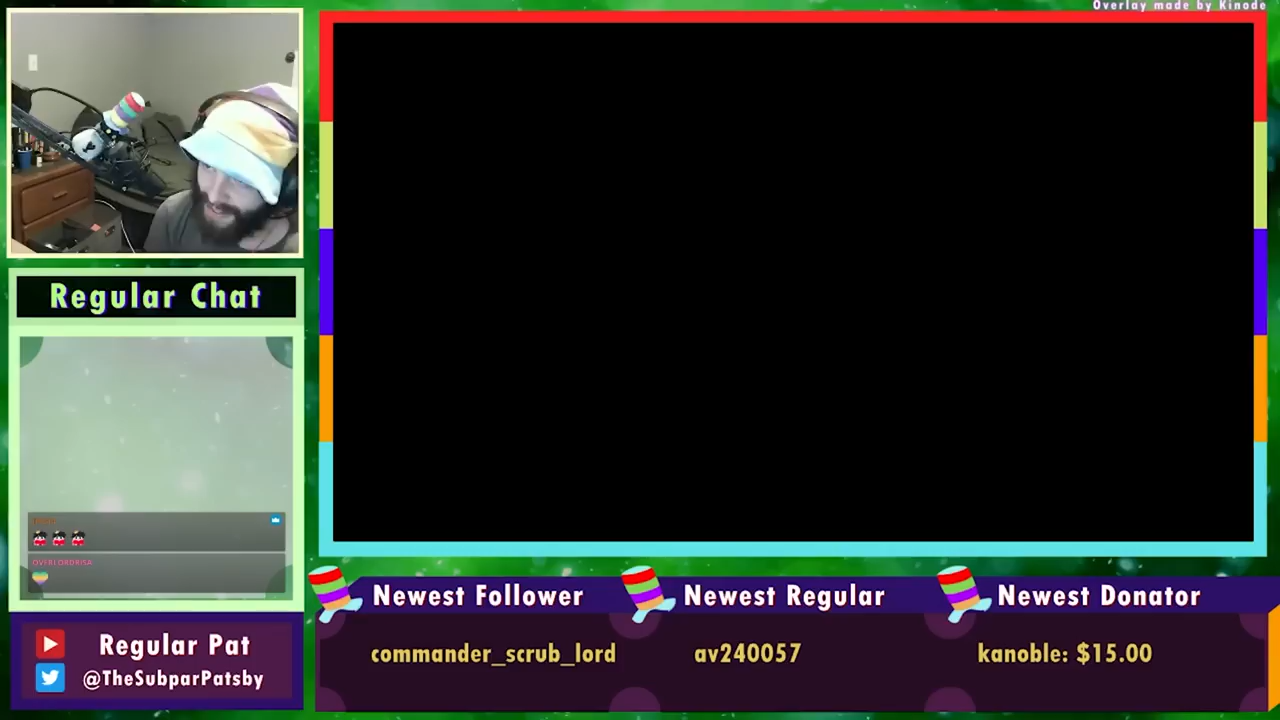 Overlay made by Kinode
Regular Chat
OVERLORDRISA
Regular Pat
@TheSubparPatsby
Newest Follower
commander_scrub_lord
Newest Regular
av240057
Newest Donator
kanoble: $15.00